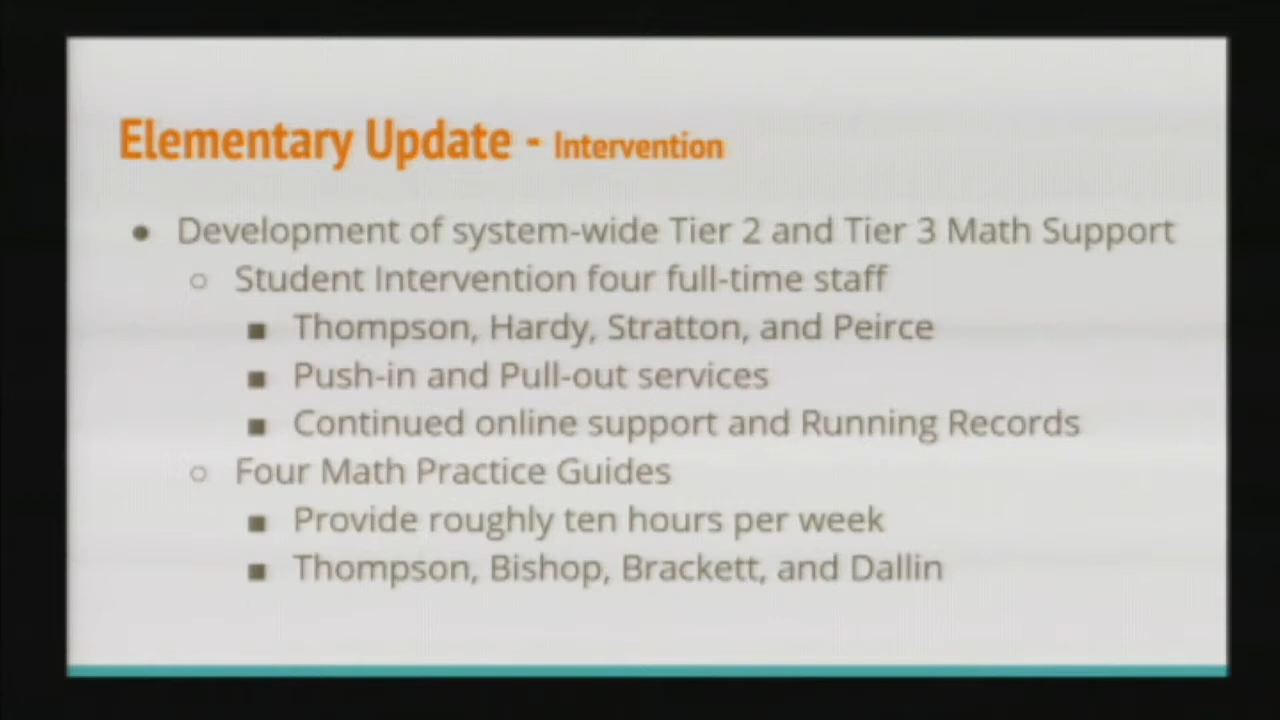 Elementary Update - Intervention
● Development of system-wide Tier 2 and Tier 3 Math Support
○ Student Intervention four full-time staff
■ Thompson, Hardy, Stratton, and Peirce
■ Push-in and Pull-out services
■ Continued online support and Running Records
○ Four Math Practice Guides
■ Provide roughly ten hours per week
■ Thompson, Bishop, Brackett, and Dallin